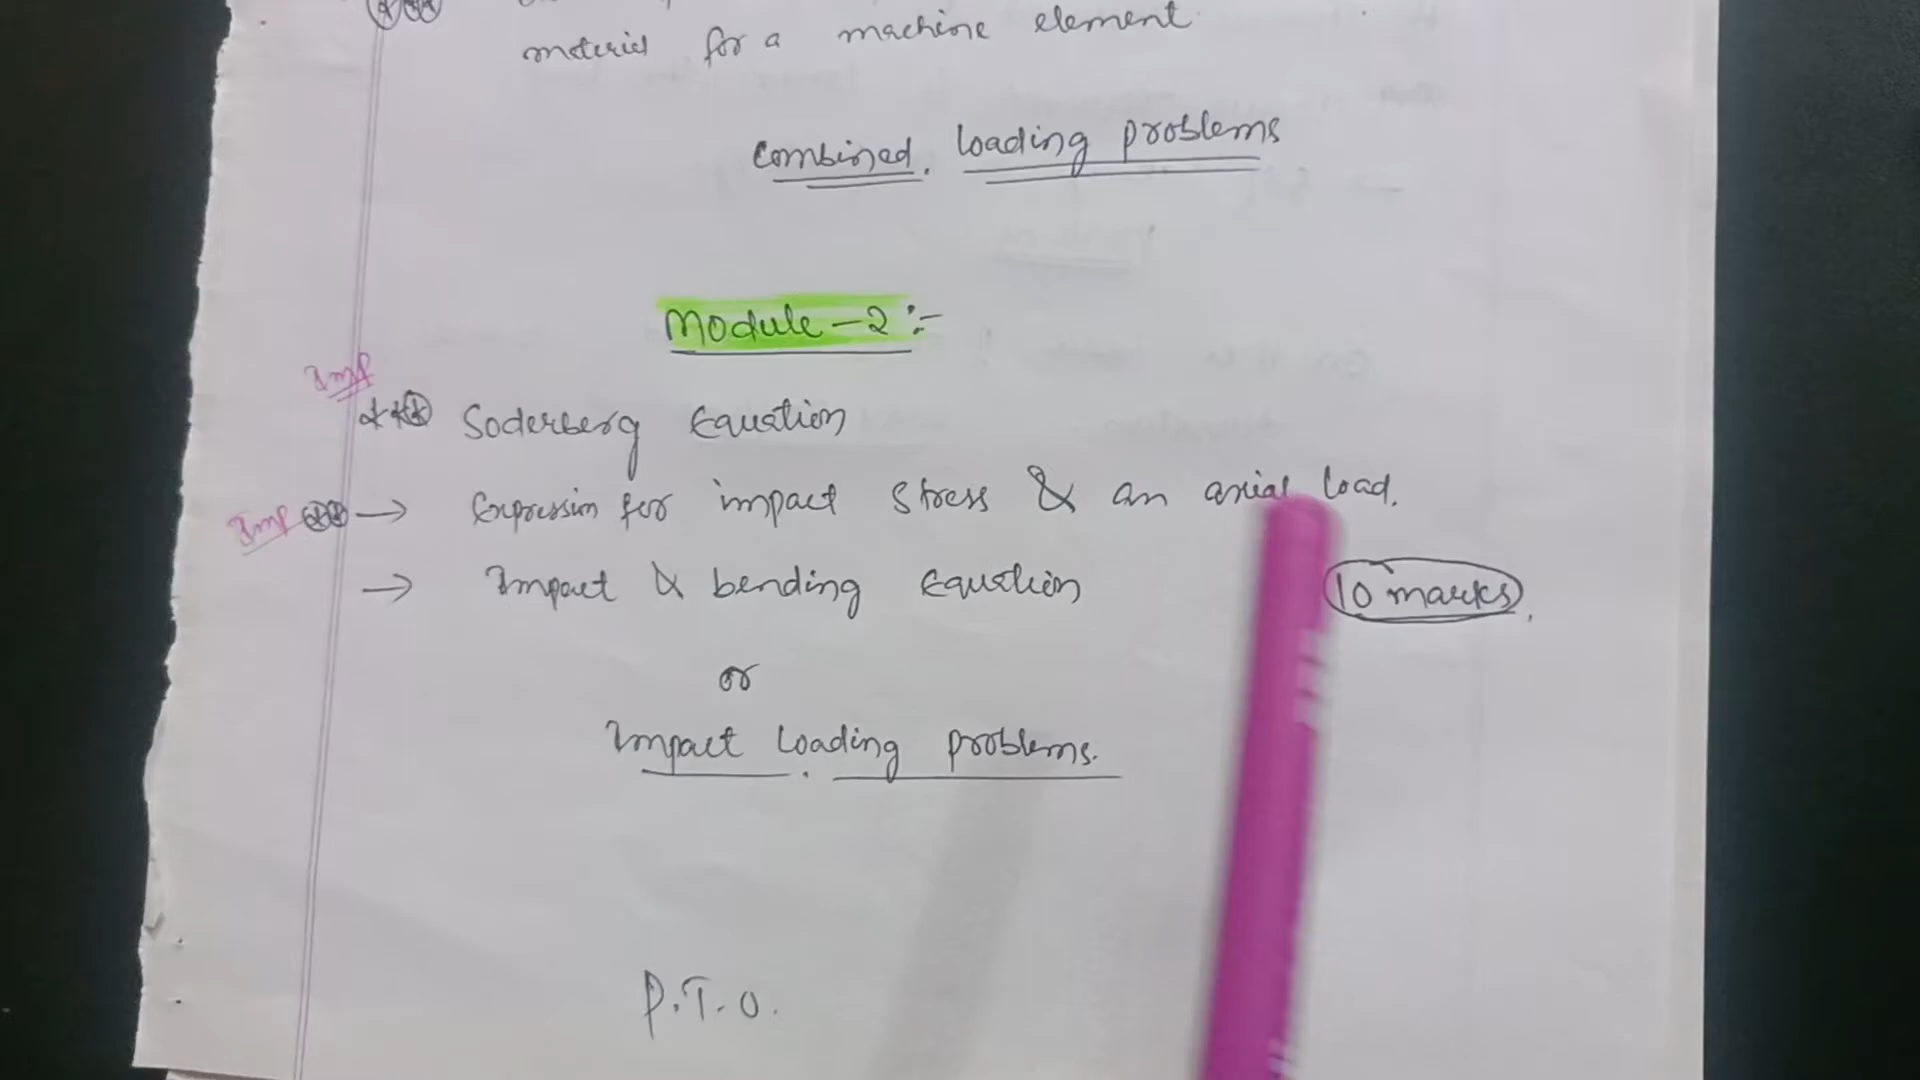 material for a machine element
Combined loading problems
Module-2:-
Imp
Soderberg Equation
Imp → Expression for impact stress & an axial load.
→ Impact & bending Equation 10 marks.
or
Impact Loading problems.
P.T.O.